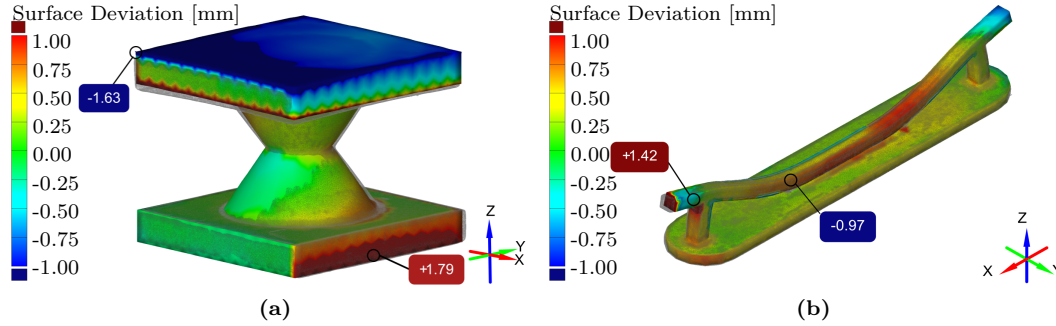 Surface Deviation [mm]
1.00
0.75
0.50
0.25
0.00
-0.25
-0.50
-0.75
-1.00
-1.63
+1.79
Z
Y
X
(a)
Surface Deviation [mm]
1.00
0.75
0.50
0.25
0.00
-0.25
-0.50
-0.75
-1.00
+1.42
-0.97
Z
X
Y
(b)